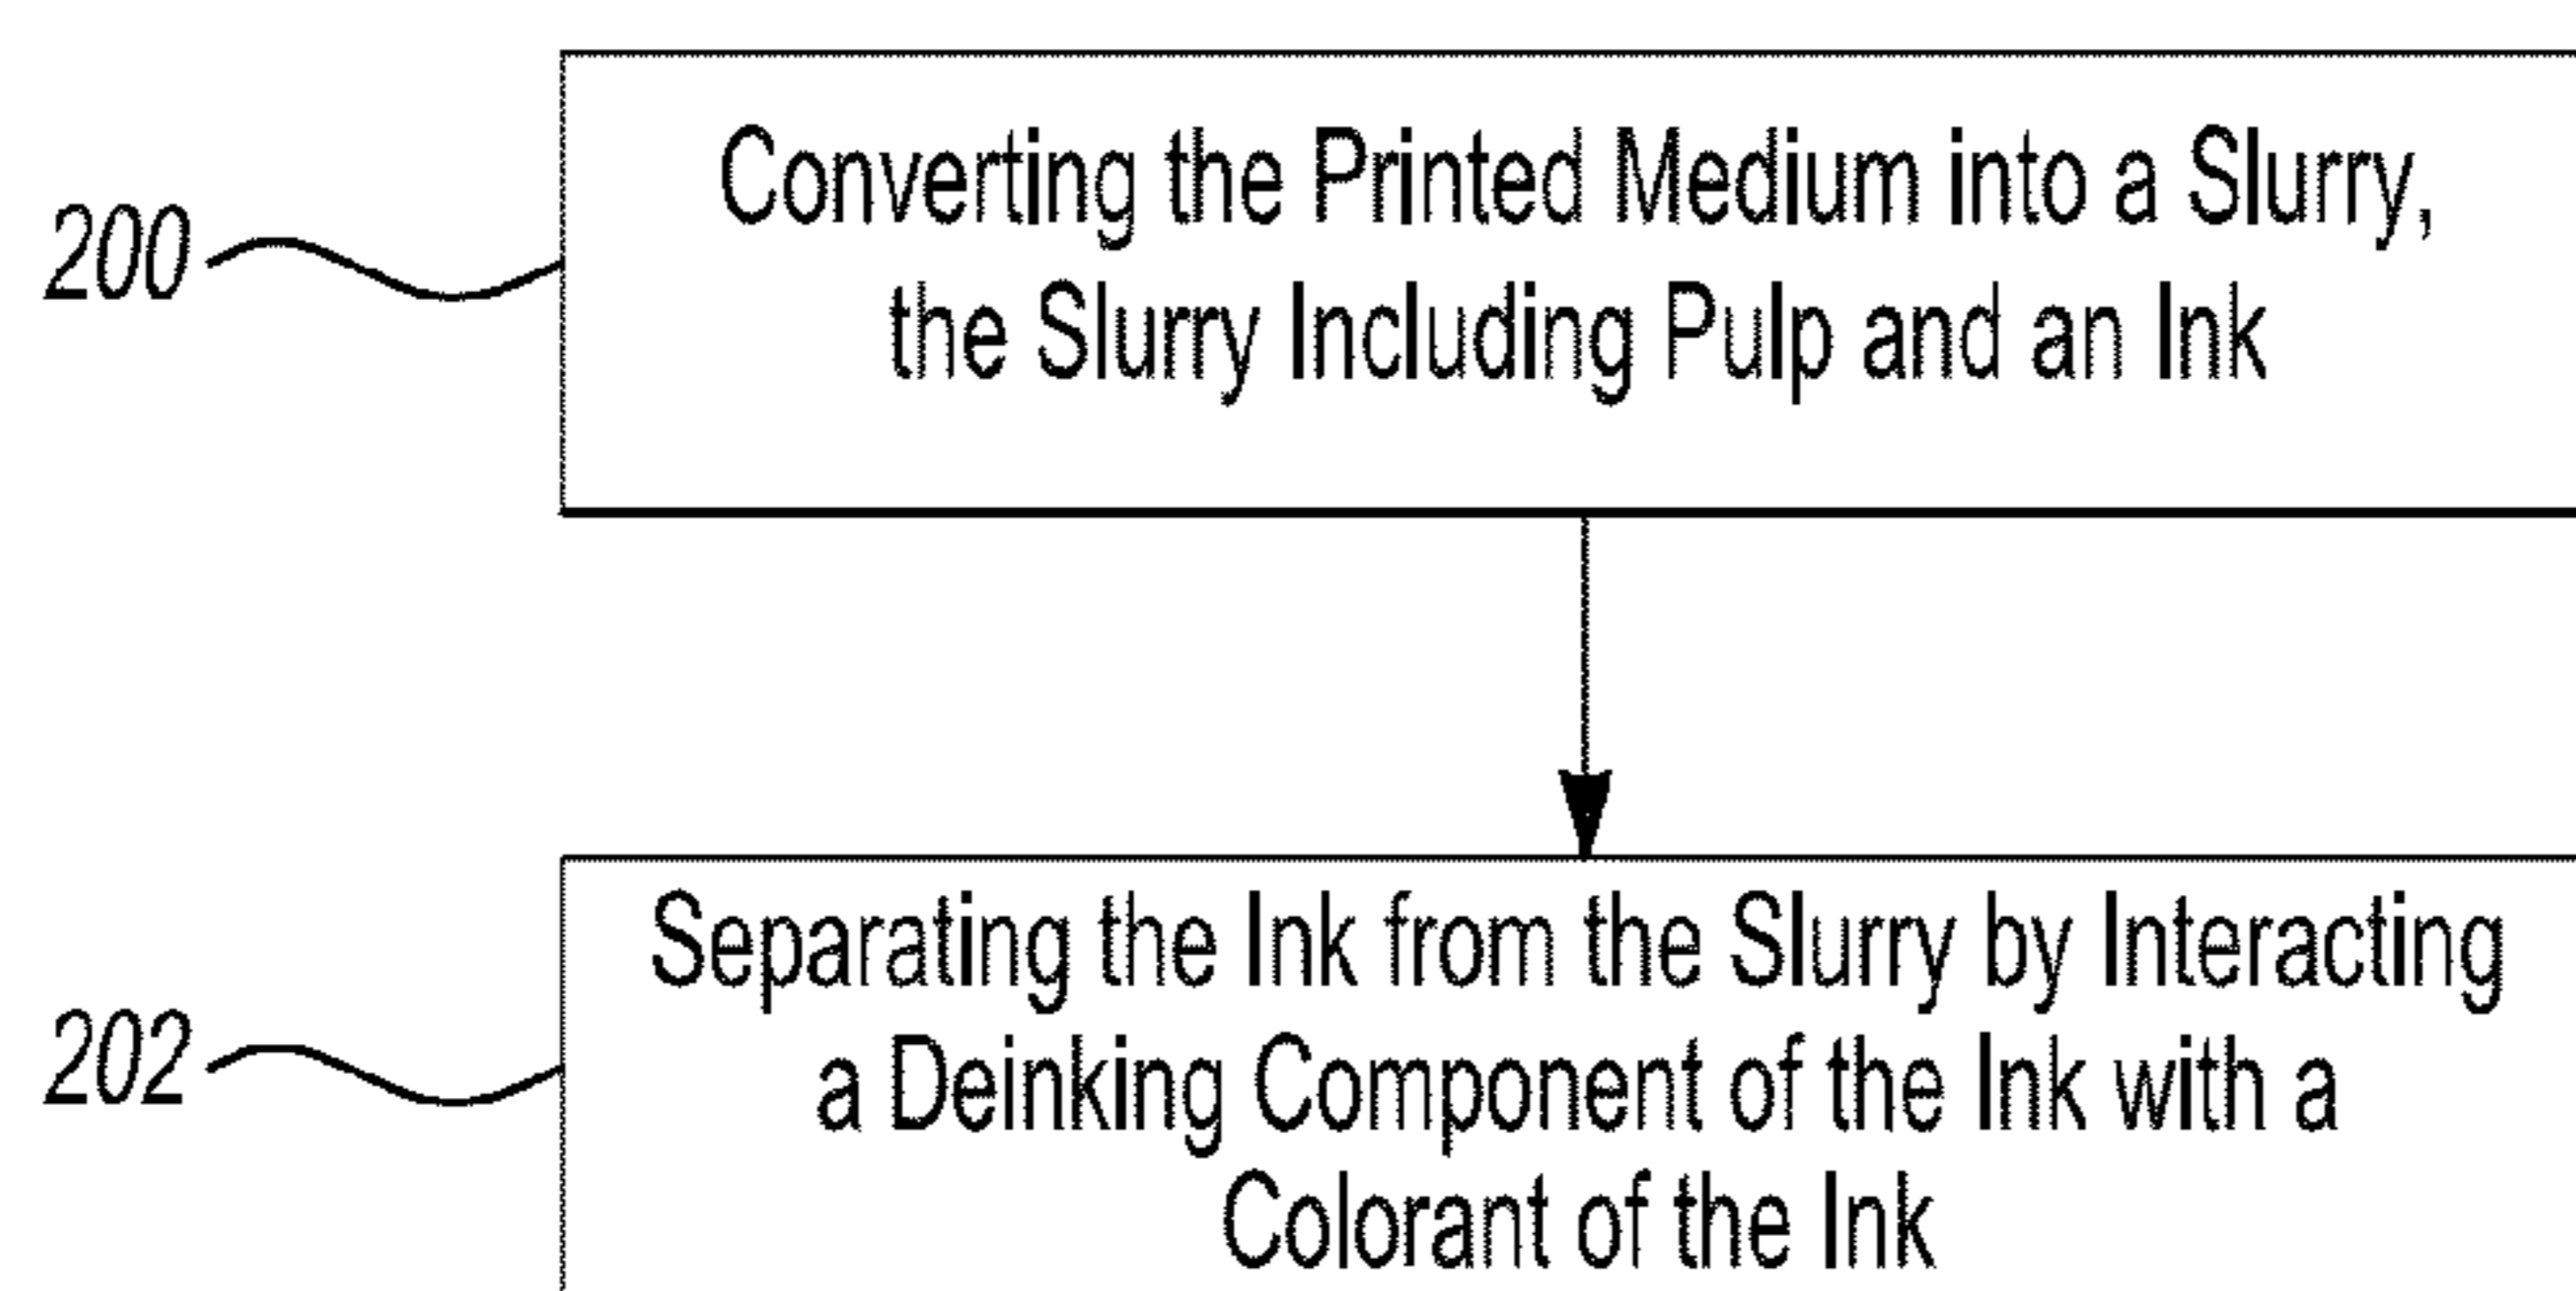 200
Converting the Printed Medium into a Slurry,
the Slurry Including Pulp and an Ink
202
Separating the Ink from the Slurry by Interacting
a Deinking Component of the Ink with a
Colorant of the Ink